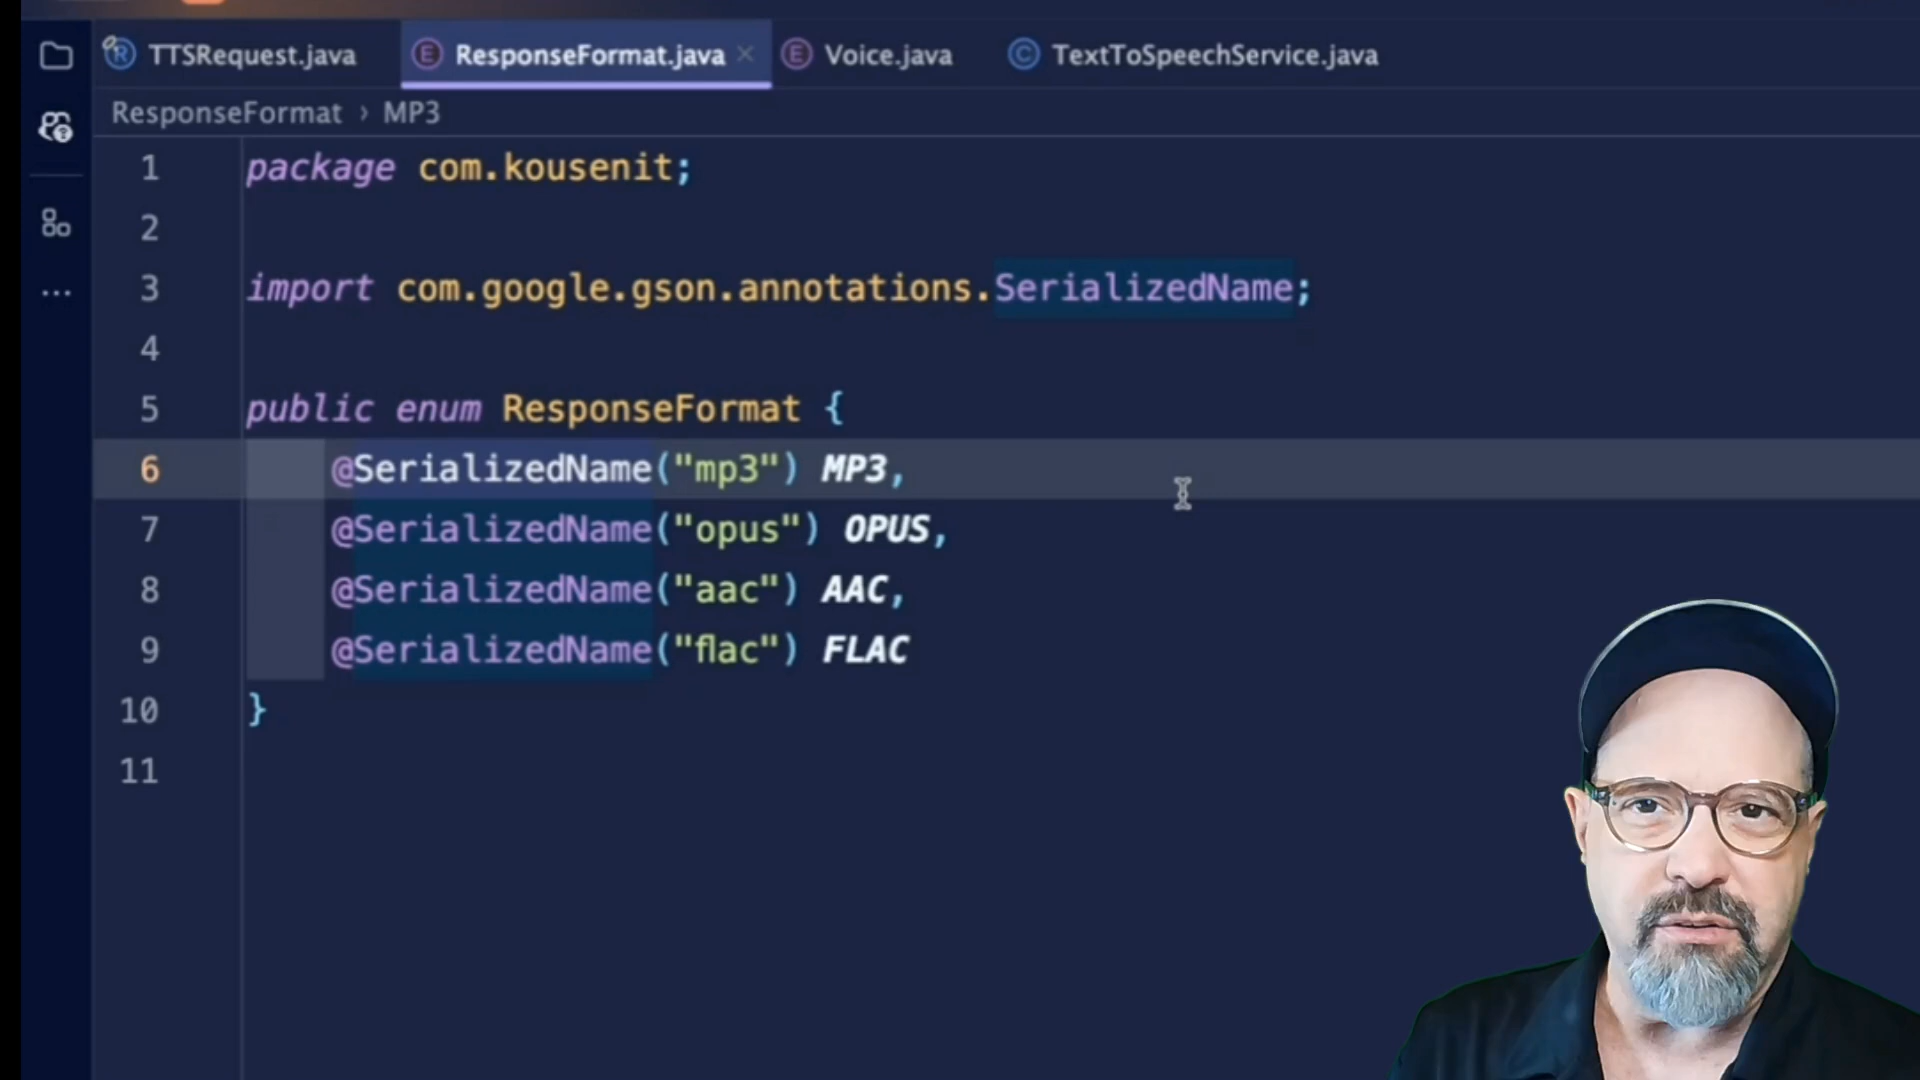 TTSRequest.java
ResponseFormat.java
Voice.java
TextToSpeechService.java
ResponseFormat › MP3
1 package com.kousenit;
2
3 import com.google.gson.annotations.SerializedName;
4
5 public enum ResponseFormat {
6 @SerializedName("mp3") MP3,
7 @SerializedName("opus") OPUS,
8 @SerializedName("aac") AAC,
9 @SerializedName("flac") FLAC
10 }
11